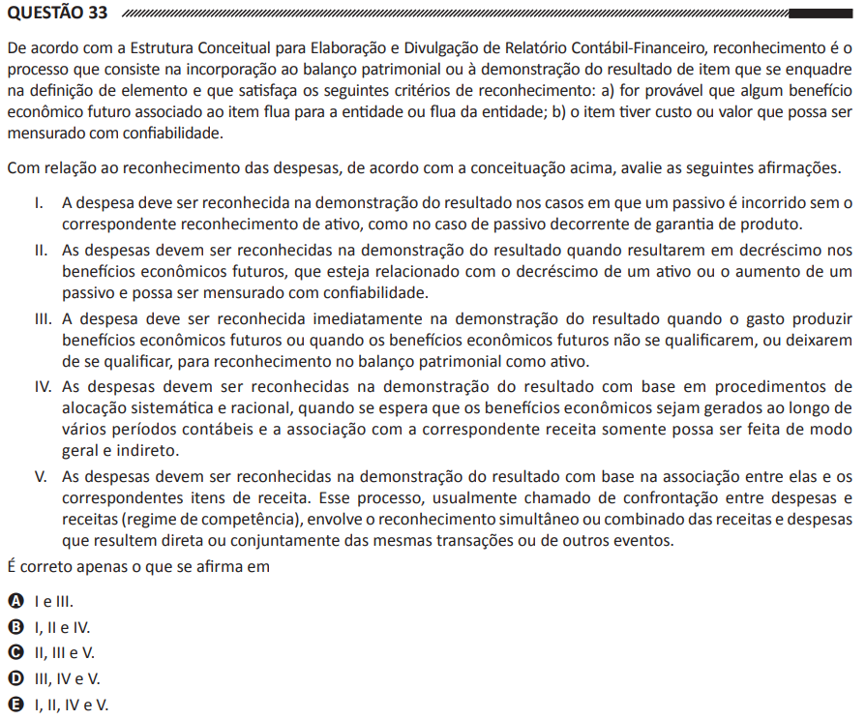 QUESTÃO 33
De acordo com a Estrutura Conceitual para Elaboração e Divulgação de Relatório Contábil-Financeiro, reconhecimento é o
processo que consiste na incorporação ao balanço patrimonial ou à demonstração do resultado de item que se enquadre
na definição de elemento e que satisfaça os seguintes critérios de reconhecimento: a) for provável que algum benefício
econômico futuro associado ao item flua para a entidade ou flua da entidade; b) o item tiver custo ou valor que possa ser
mensurado com confiabilidade.
Com relação ao reconhecimento das despesas, de acordo com a conceituação acima, avalie as seguintes afirmações.
I. A despesa deve ser reconhecida na demonstração do resultado nos casos em que um passivo é incorrido sem o
correspondente reconhecimento de ativo, como no caso de passivo decorrente de garantia de produto.
II. As despesas devem ser reconhecidas na demonstração do resultado quando resultarem em decréscimo nos
benefícios econômicos futuros, que esteja relacionado com o decréscimo de um ativo ou o aumento de um
passivo e possa ser mensurado com confiabilidade.
III. A despesa deve ser reconhecida imediatamente na demonstração do resultado quando o gasto produzir
benefícios econômicos futuros ou quando os benefícios econômicos futuros não se qualificarem, ou deixarem
de se qualificar, para reconhecimento no balanço patrimonial como ativo.
IV. As despesas devem ser reconhecidas na demonstração do resultado com base em procedimentos de
alocação sistemática e racional, quando se espera que os benefícios econômicos sejam gerados ao longo de
vários períodos contábeis e a associação com a correspondente receita somente possa ser feita de modo
geral e indireto.
V. As despesas devem ser reconhecidas na demonstração do resultado com base na associação entre elas e os
correspondentes itens de receita. Esse processo, usualmente chamado de confrontação entre despesas e
receitas (regime de competência), envolve o reconhecimento simultâneo ou combinado das receitas e despesas
que resultem direta ou conjuntamente das mesmas transações ou de outros eventos.
É correto apenas o que se afirma em
A I e III.
B I, II e IV.
C II, III e V.
D III, IV e V.
E I, II, IV e V.